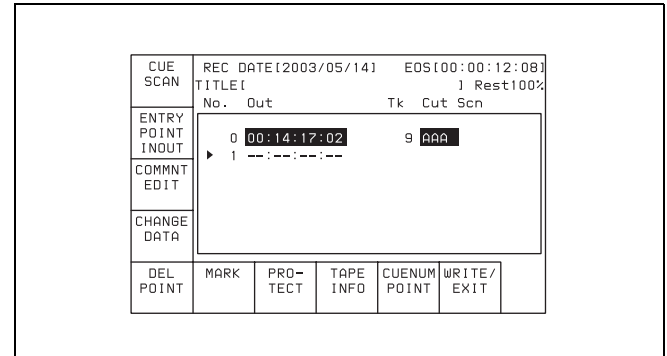 CUE
SCAN
REC DATE[2003/05/14] EOS[00:00:12:08]
TITLE[ ] Rest100%
No. Out Tk Cut Scn
ENTRY
POINT
INOUT
0 00:14:17:02 9 AAA
▶ 1 --:--:--:--
COMMNT
EDIT
CHANGE
DATA
DEL
POINT
MARK
PRO-
TECT
TAPE
INFO
CUENUM
POINT
WRITE/
EXIT